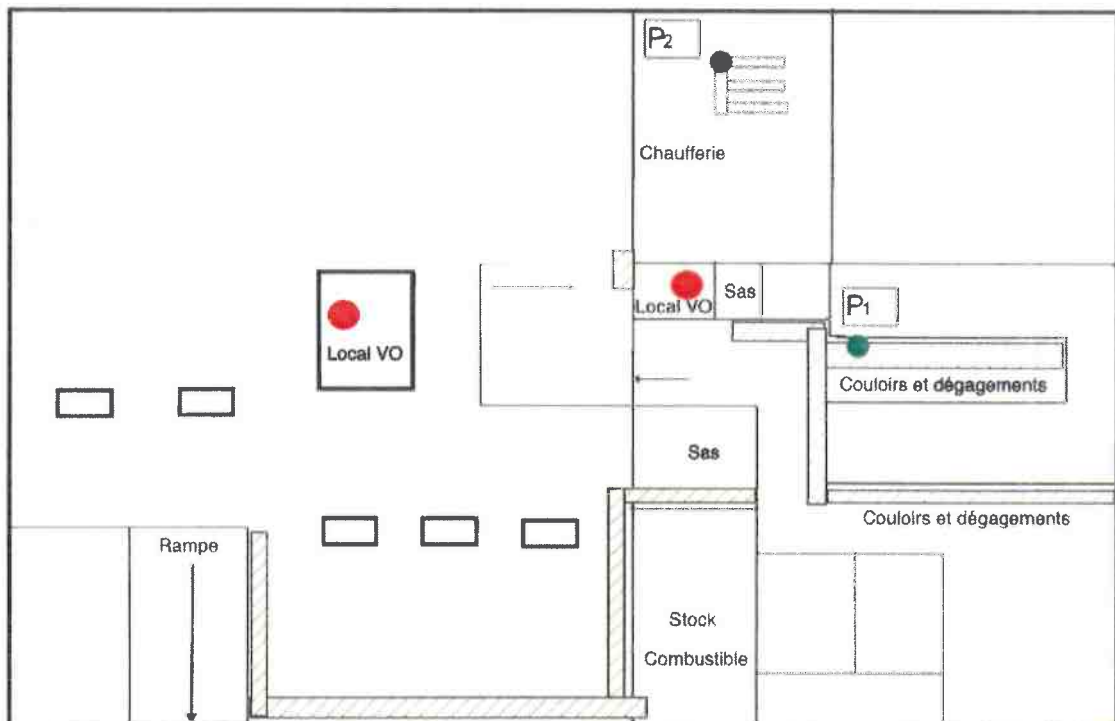 P2
Chaufferie
Local VO
Sas
P1
Local VO
Couloirs et dégagements
Sas
Couloirs et dégagements
Rampe
Stock
Combustible